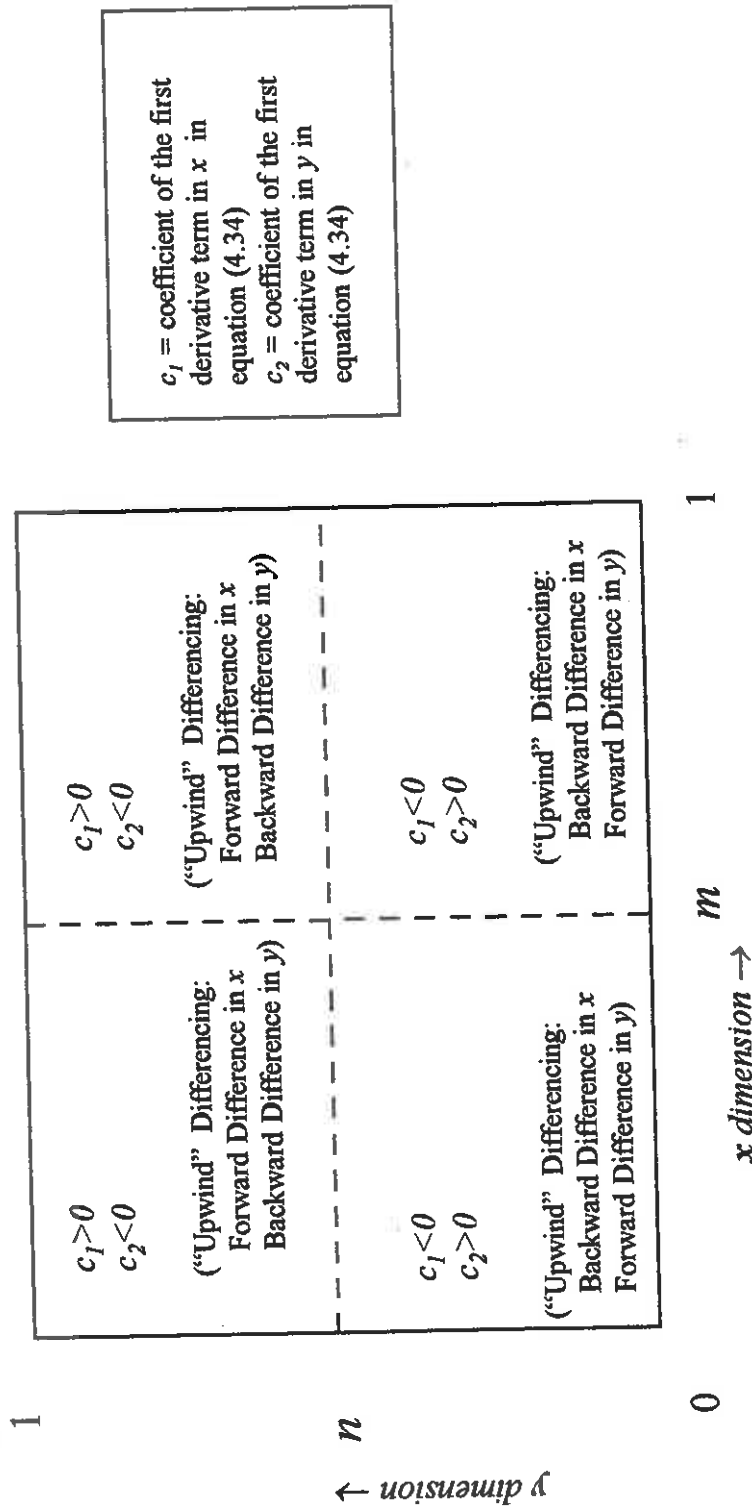 1
c₁>0
c₂<0
("Upwind" Differencing:
Forward Difference in x
Backward Difference in y)
c₁>0
c₂<0
("Upwind" Differencing:
Forward Difference in x
Backward Difference in y)
n
y dimension →
c₁<0
c₂>0
("Upwind" Differencing:
Backward Difference in x
Forward Difference in y)
c₁<0
c₂>0
("Upwind" Differencing:
Backward Difference in x
Forward Difference in y)
0
m
1
x dimension →
c₁ = coefficient of the first
derivative term in x in
equation (4.34)
c₂ = coefficient of the first
derivative term in y in
equation (4.34)